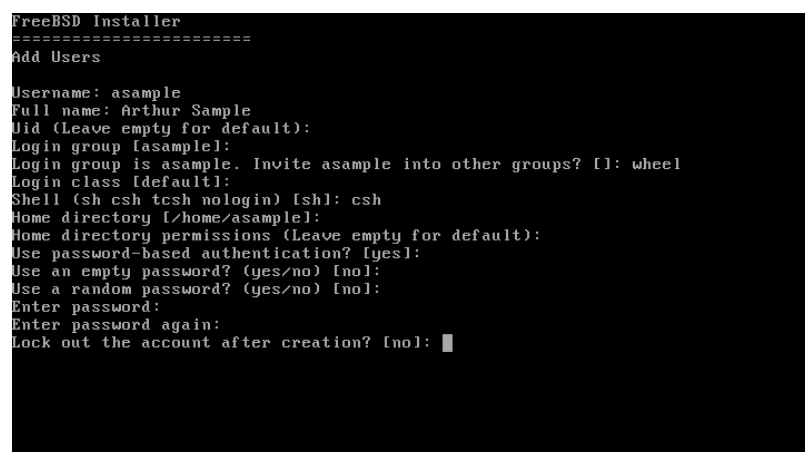 FreeBSD Installer
========================
Add Users

Username: asample
Full name: Arthur Sample
Uid (Leave empty for default):
Login group [asample]:
Login group is asample. Invite asample into other groups? []: wheel
Login class [default]:
Shell (sh csh tcsh nologin) [sh]: csh
Home directory [/home/asample]:
Home directory permissions (Leave empty for default):
Use password-based authentication? [yes]:
Use an empty password? (yes/no) [no]:
Use a random password? (yes/no) [no]:
Enter password:
Enter password again:
Lock out the account after creation? [no]: